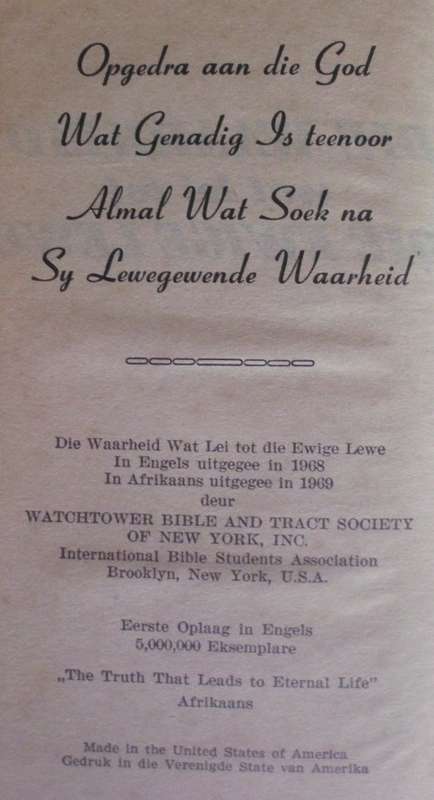 Opgedra aan die God
Wat Genadig Is teenoor
Almal Wat Soek na
Sy Lewegewende Waarheid
Die Waarheid Wat Lei tot die Ewige Lewe
In Engels uitgegee in 1968
In Afrikaans uitgegee in 1969
deur
WATCHTOWER BIBLE AND TRACT SOCIETY
OF NEW YORK, INC.
International Bible Students Association
Brooklyn, New York, U.S.A.
Eerste Oplaag in Engels
5,000,000 Eksemplare
„The Truth That Leads to Eternal Life”
Afrikaans
Made in the United States of America
Gedruk in die Verenigde State van Amerika